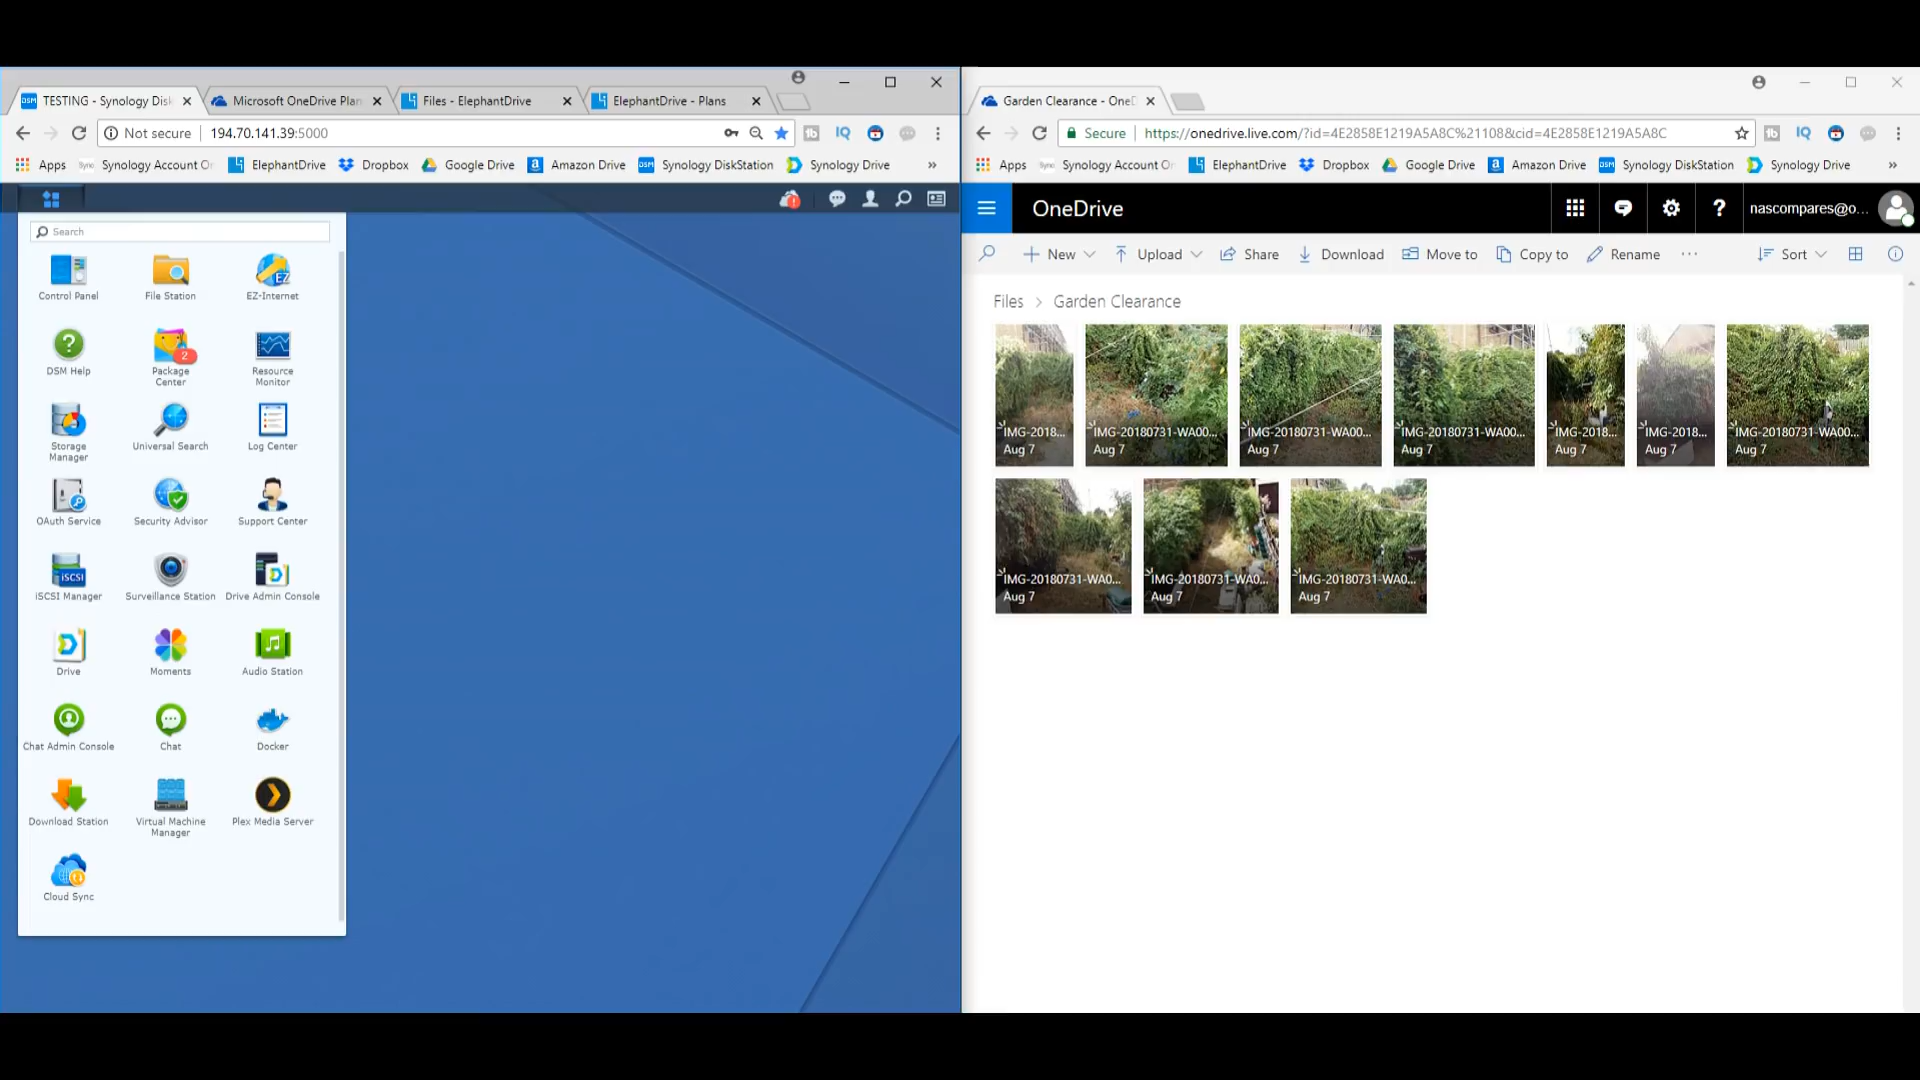 TESTING - Synology Disk
Microsoft OneDrive Plan
Files - ElephantDrive
ElephantDrive - Plans
Not secure
194.70.141.39:5000
Apps
Synology Account Or
ElephantDrive
Dropbox
Google Drive
Amazon Drive
Synology DiskStation
Synology Drive
»
Search
Control Panel
File Station
EZ-Internet
DSM Help
Package Center
2
Resource Monitor
Storage Manager
Universal Search
Log Center
OAuth Service
Security Advisor
Support Center
iSCSI Manager
Surveillance Station
Drive Admin Console
Drive
Moments
Audio Station
Chat Admin Console
Chat
Docker
Download Station
Virtual Machine Manager
Plex Media Server
Cloud Sync
Garden Clearance - OneD
Secure
https://onedrive.live.com/?id=4E2858E1219A5A8C%21108&cid=4E2858E1219A5A8C
Apps
Synology Account Or
ElephantDrive
Dropbox
Google Drive
Amazon Drive
Synology DiskStation
Synology Drive
»
OneDrive
nascompares@o...
New
Upload
Share
Download
Move to
Copy to
Rename
···
Sort
Files > Garden Clearance
IMG-2018...
Aug 7
IMG-20180731-WA00...
Aug 7
IMG-20180731-WA00...
Aug 7
IMG-20180731-WA00...
Aug 7
IMG-2018...
Aug 7
IMG-2018...
Aug 7
IMG-20180731-WA00...
Aug 7
IMG-20180731-WA0...
Aug 7
IMG-20180731-WA0...
Aug 7
IMG-20180731-WA0...
Aug 7